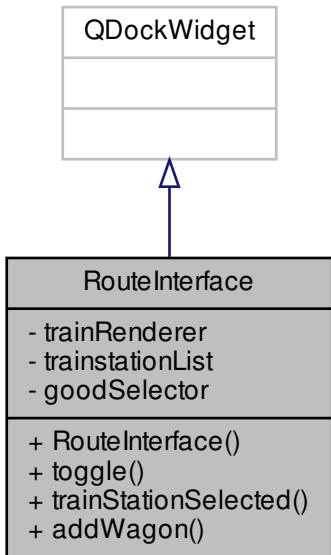 QDockWidget
RouteInterface
- trainRenderer
- trainstationList
- goodSelector
+ RouteInterface()
+ toggle()
+ trainStationSelected()
+ addWagon()